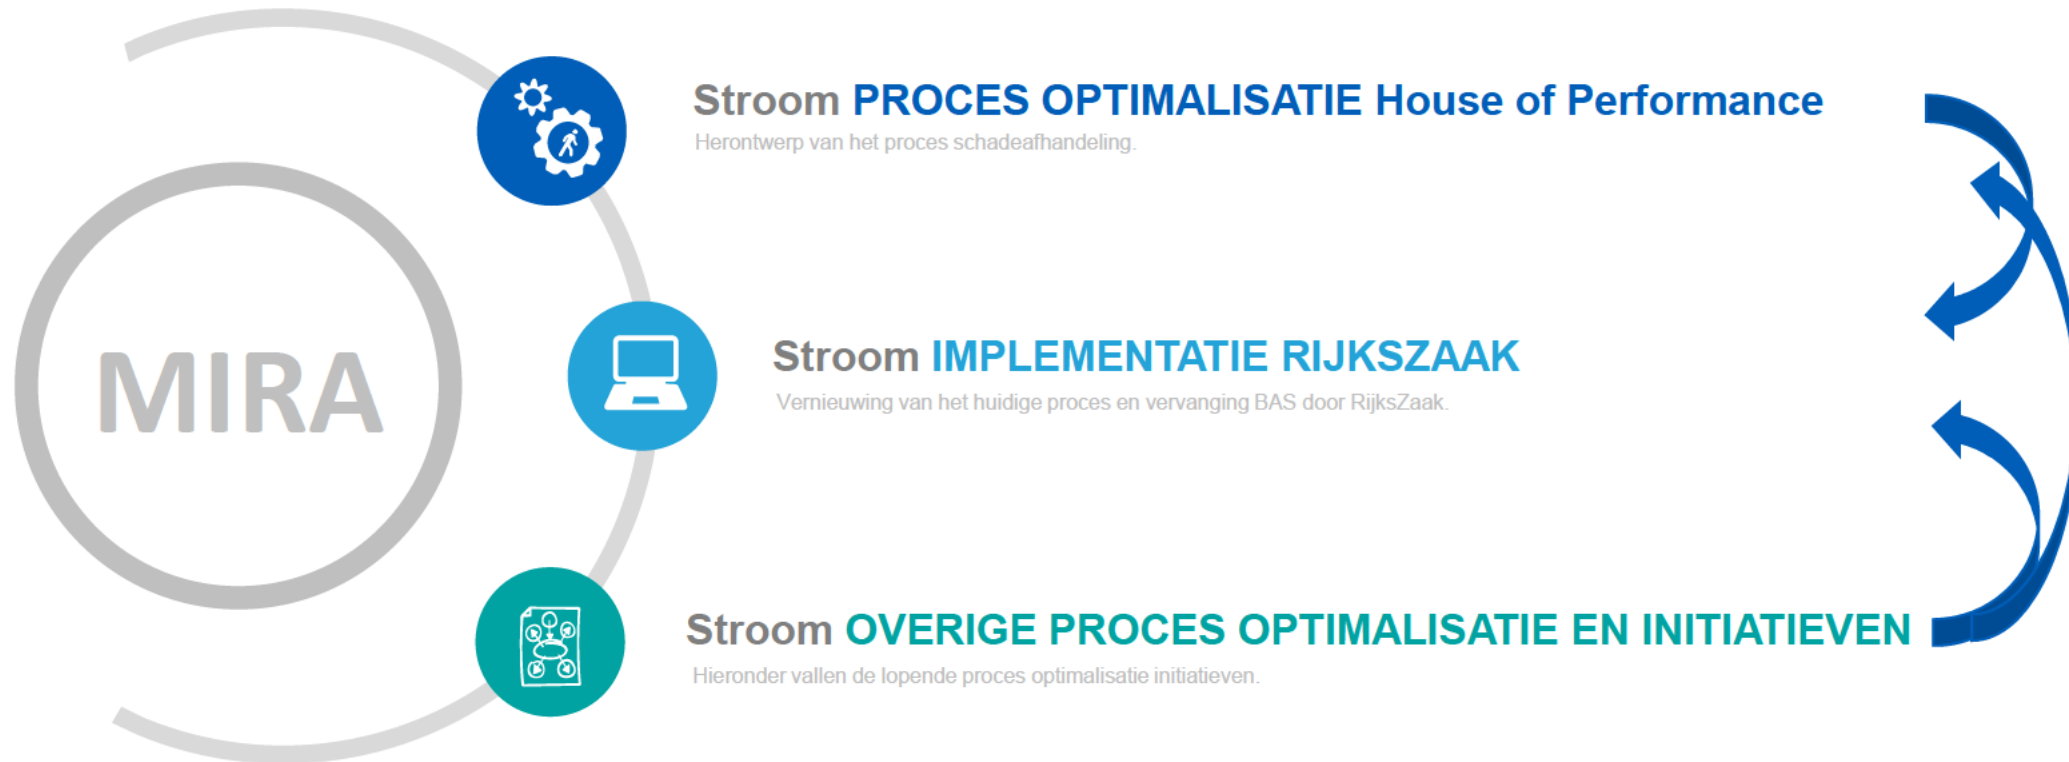 MIRA
Stroom PROCES OPTIMALISATIE House of Performance
Herontwerp van het proces schadeafhandeling.
Stroom IMPLEMENTATIE RIJKSZAAK
Vernieuwing van het huidige proces en vervanging BAS door RijksZaak.
Stroom OVERIGE PROCES OPTIMALISATIE EN INITIATIEVEN
Hieronder vallen de lopende proces optimalisatie initiatieven.